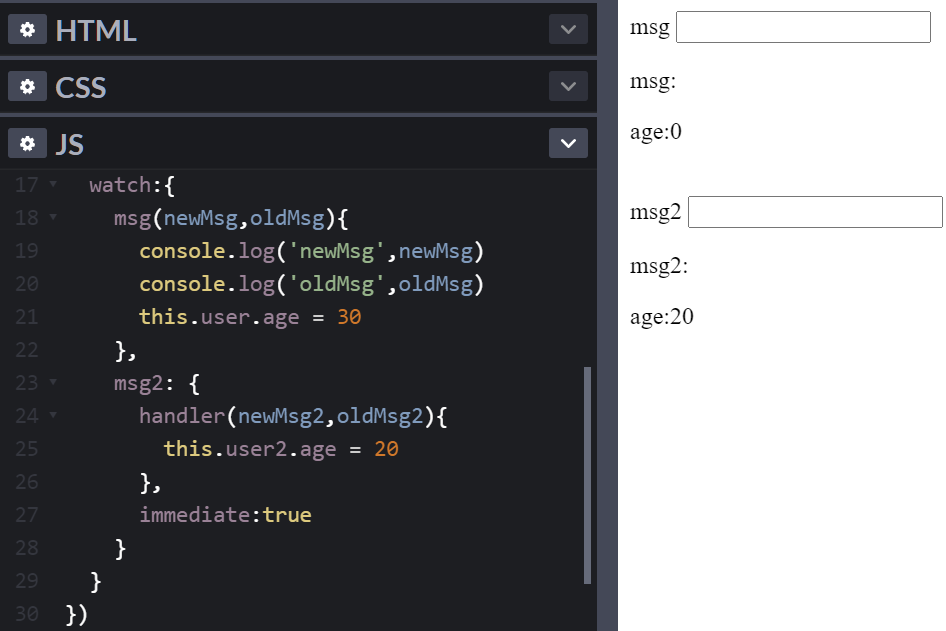 HTML
CSS
JS
17 watch:{
18 msg(newMsg,oldMsg){
19 console.log('newMsg',newMsg)
20 console.log('oldMsg',oldMsg)
21 this.user.age = 30
22 },
23 msg2: {
24 handler(newMsg2,oldMsg2){
25 this.user2.age = 20
26 },
27 immediate:true
28 }
29 }
30 })
msg
msg:
age:0
msg2
msg2:
age:20